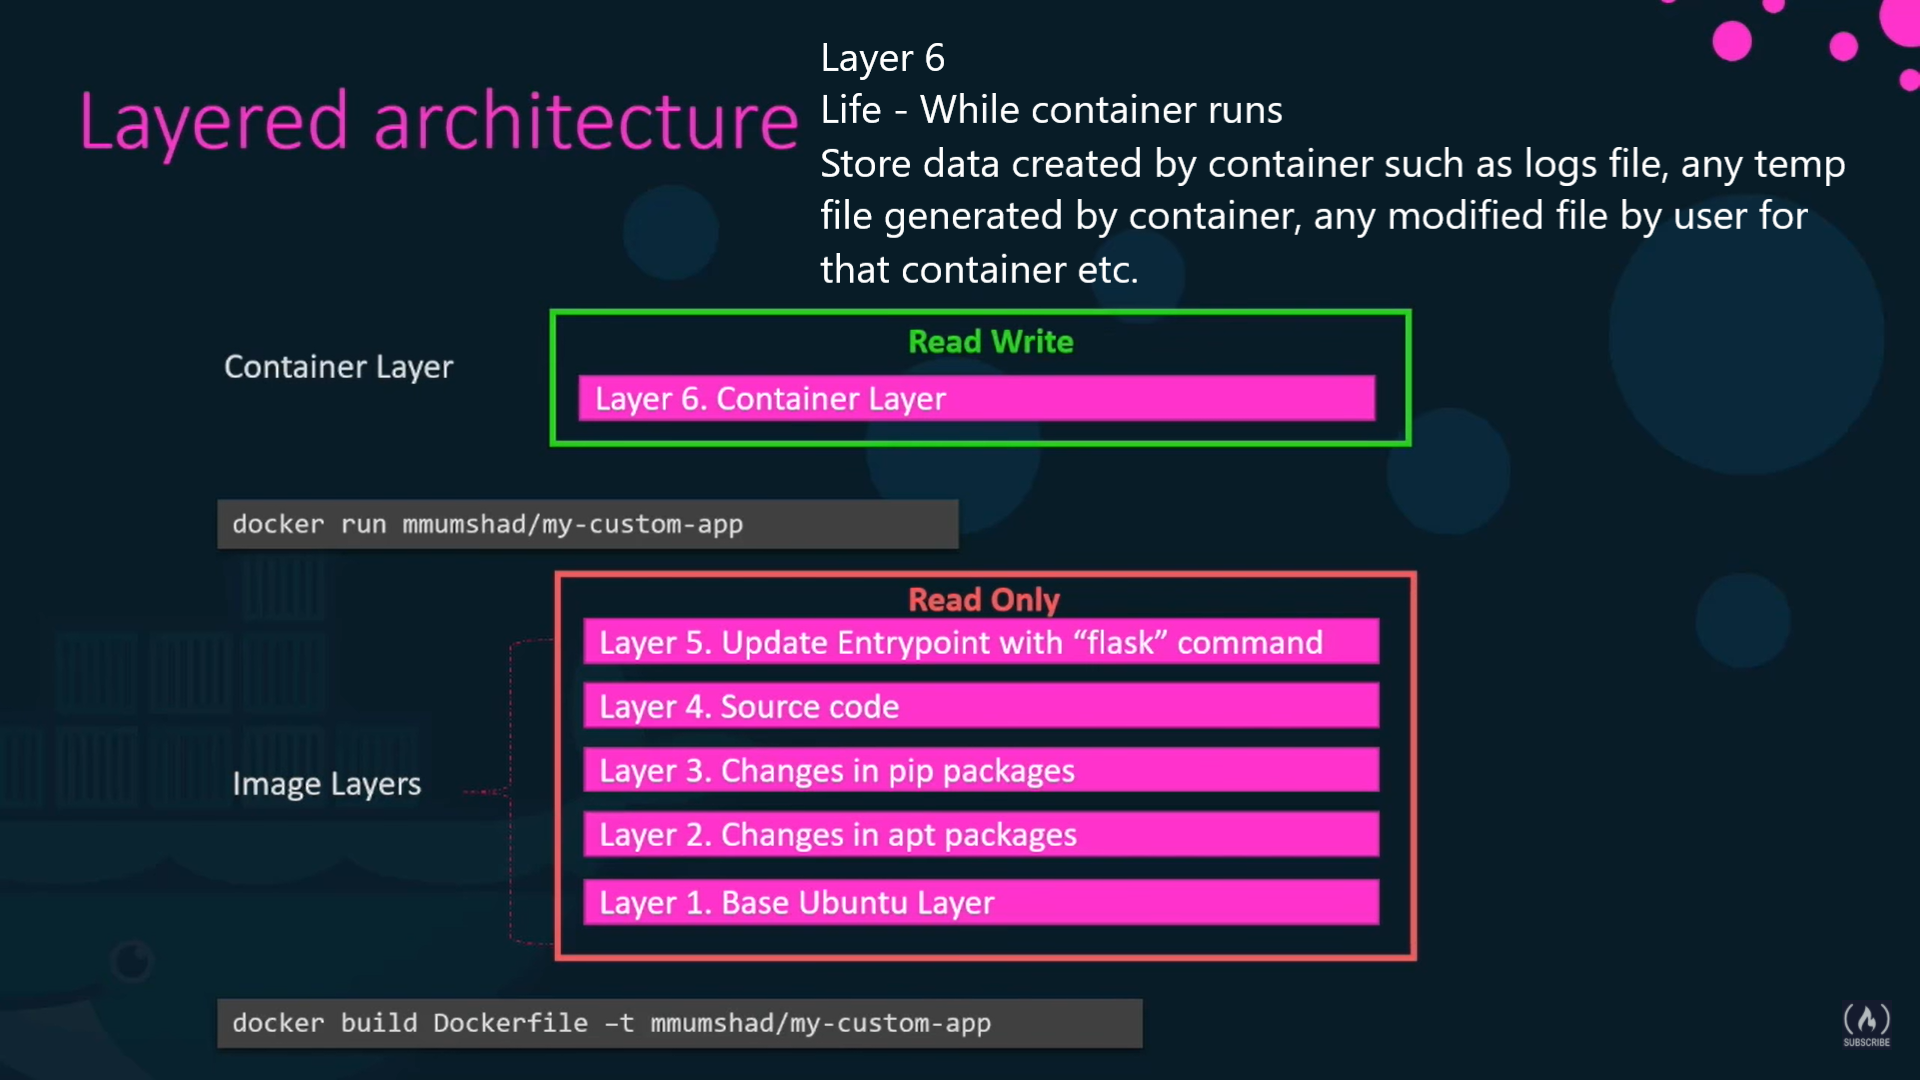 Layered architecture
Layer 6
Life - While container runs
Store data created by container such as logs file, any temp
file generated by container, any modified file by user for
that container etc.
Container Layer
Read Write
Layer 6. Container Layer
docker run mmumshad/my-custom-app
Read Only
Layer 5. Update Entrypoint with “flask” command
Layer 4. Source code
Image Layers
Layer 3. Changes in pip packages
Layer 2. Changes in apt packages
Layer 1. Base Ubuntu Layer
docker build Dockerfile –t mmumshad/my-custom-app
SUBSCRIBE